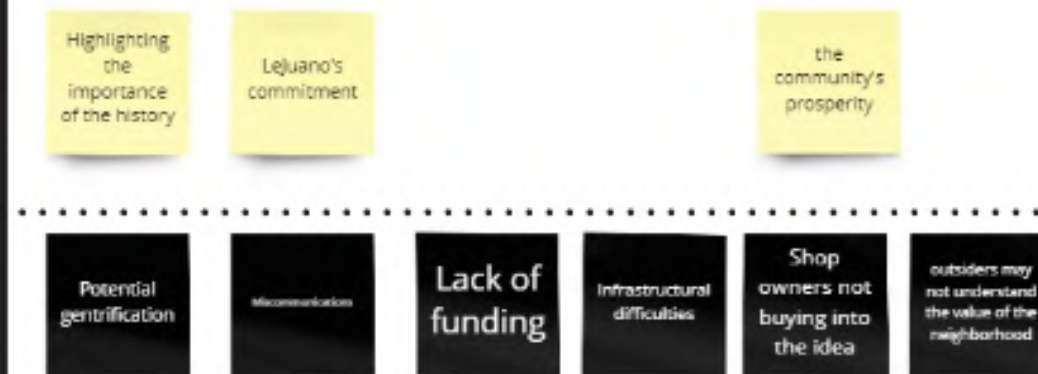 Highlighting
the
importance
of the history
LeJuano's
commitment
the
community's
prosperity
Potential
gentrification
Miscommunications
Lack of
funding
Infrastructural
difficulties
Shop
owners not
buying into
the idea
outsiders may
not understand
the value of the
neighborhood